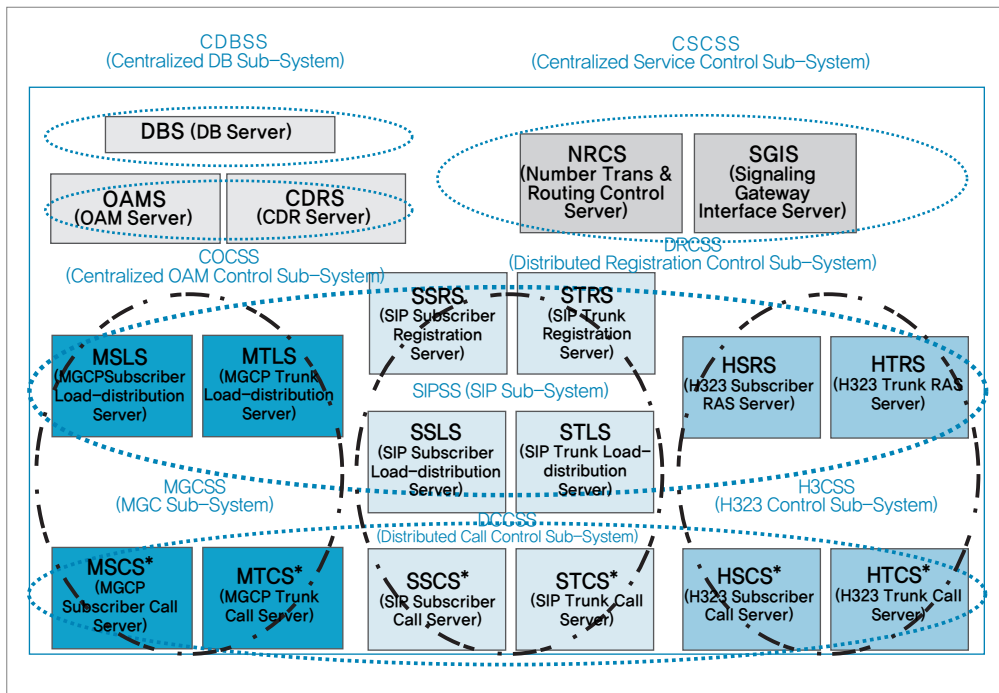 CDBSS
(Centralized DB Sub–System)
CSCSS
(Centralized Service Control Sub–System)
DBS (DB Server)
OAMS
(OAM Server)
CDRS
(CDR Server)
NRCS
(Number Trans &
Routing Control
Server)
SGIS
(Signaling
Gateway
Interface Server)
COCSS
(Centralized OAM Control Sub–System)
DRCSS
(Distributed Registration Control Sub–System)
MSLS
(MGCPSubscriber
Load-distribution
Server)
MTLS
(MGCP Trunk
Load-distribution
Server)
SSRS
(SIP Subscriber
Registration
Server)
STRS
(SIP Trunk
Registration
Server)
HSRS
(H323 Subscriber
RAS Server)
HTRS
(H323 Trunk RAS
Server)
SIPSS (SIP Sub–System)
SSLS
(SIP Subscriber
Load-distribution
Server)
STLS
(SIP Trunk Load-
distribution
Server)
MGCSS
(MGC Sub–System)
H3CSS
(H323 Control Sub–System)
DCCSS
(Distributed Call Control Sub–System)
MSCS*
(MGCP
Subscriber Call
Server)
MTCS*
(MGCP Trunk
Call Server)
SSCS*
(SIP Subscriber
Call Server)
STCS*
(SIP Trunk Call
Server)
HSCS*
(H323 Subscriber
Call Server)
HTCS*
(H323 Trunk Call
Server)